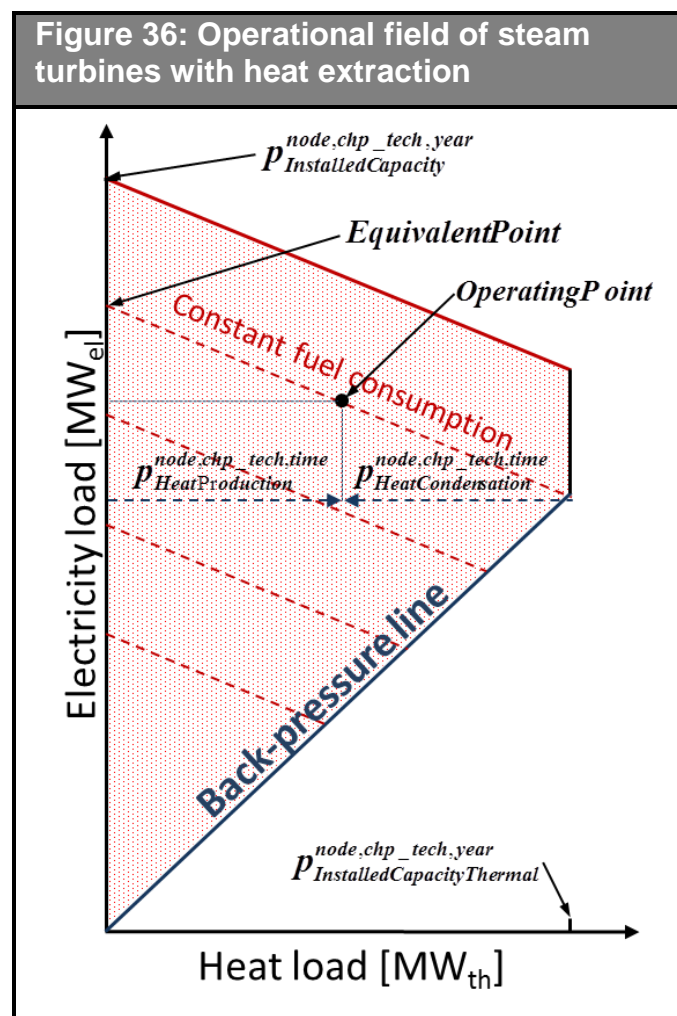 Figure 36: Operational field of steam
turbines with heat extraction
p node,chp_tech,year InstalledCapacity
EquivalentPoint
OperatingP oint
Constant fuel consumption
Electricity load [MWel]
p node,chp_tech,time HeatProduction
p node,chp_tech,time HeatCondensation
Back-pressure line
p node,chp_tech,year InstalledCapacityThermal
Heat load [MWth]